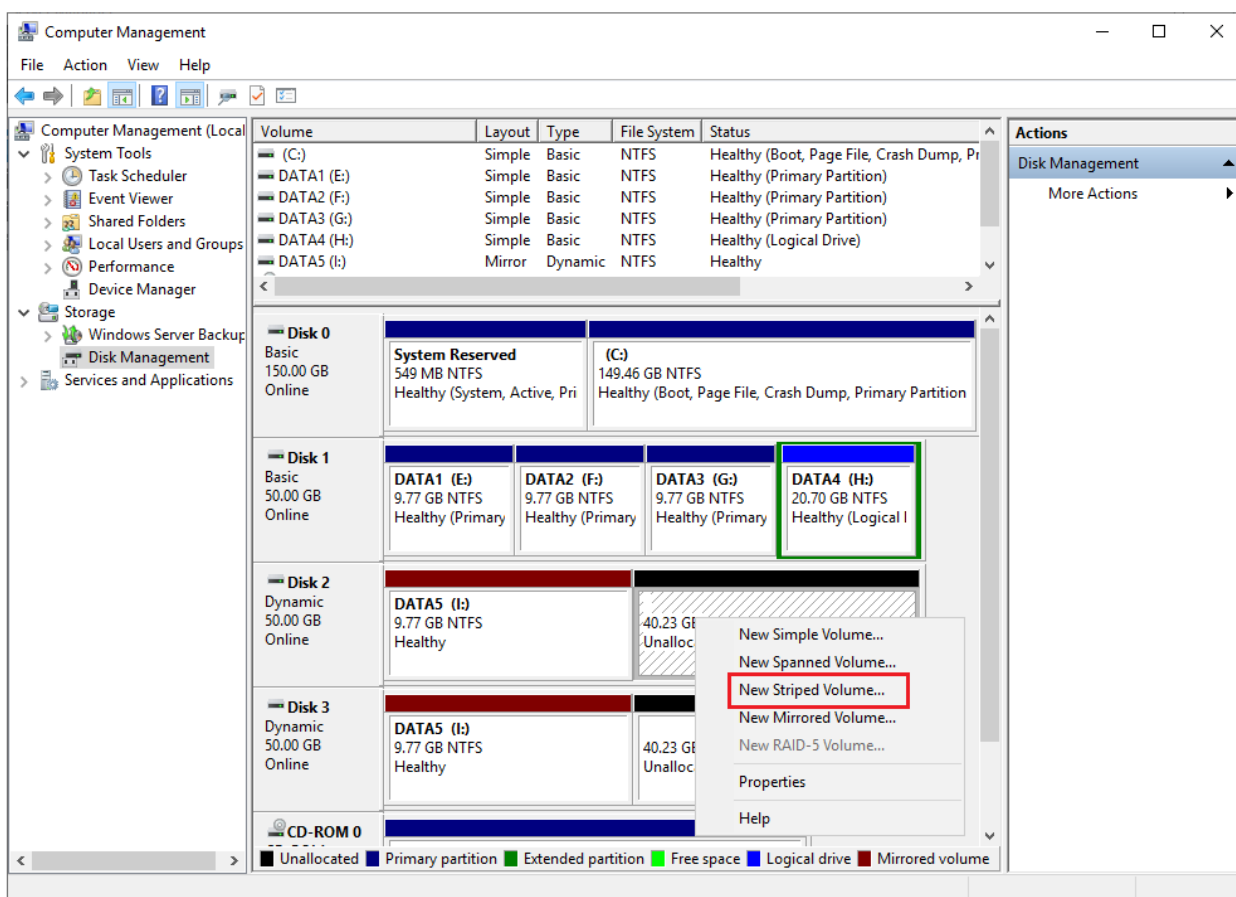 Computer Management
File Action View Help
Computer Management (Local
System Tools
Task Scheduler
Event Viewer
Shared Folders
Local Users and Groups
Performance
Device Manager
Storage
Windows Server Backup
Disk Management
Services and Applications
Volume Layout Type File System Status
(C:) Simple Basic NTFS Healthy (Boot, Page File, Crash Dump, Pr
DATA1 (E:) Simple Basic NTFS Healthy (Primary Partition)
DATA2 (F:) Simple Basic NTFS Healthy (Primary Partition)
DATA3 (G:) Simple Basic NTFS Healthy (Primary Partition)
DATA4 (H:) Simple Basic NTFS Healthy (Logical Drive)
DATA5 (I:) Mirror Dynamic NTFS Healthy
Disk 0
Basic
150.00 GB
Online
System Reserved
549 MB NTFS
Healthy (System, Active, Pri
(C:)
149.46 GB NTFS
Healthy (Boot, Page File, Crash Dump, Primary Partition
Disk 1
Basic
50.00 GB
Online
DATA1 (E:)
9.77 GB NTFS
Healthy (Primary
DATA2 (F:)
9.77 GB NTFS
Healthy (Primary
DATA3 (G:)
9.77 GB NTFS
Healthy (Primary
DATA4 (H:)
20.70 GB NTFS
Healthy (Logical
Disk 2
Dynamic
50.00 GB
Online
DATA5 (I:)
9.77 GB NTFS
Healthy
40.23 GB
Unalloc
Disk 3
Dynamic
50.00 GB
Online
DATA5 (I:)
9.77 GB NTFS
Healthy
40.23 GB
Unalloc
CD-ROM 0
New Simple Volume...
New Spanned Volume...
New Striped Volume...
New Mirrored Volume...
New RAID-5 Volume...
Properties
Help
Unallocated Primary partition Extended partition Free space Logical drive Mirrored volume
Actions
Disk Management
More Actions